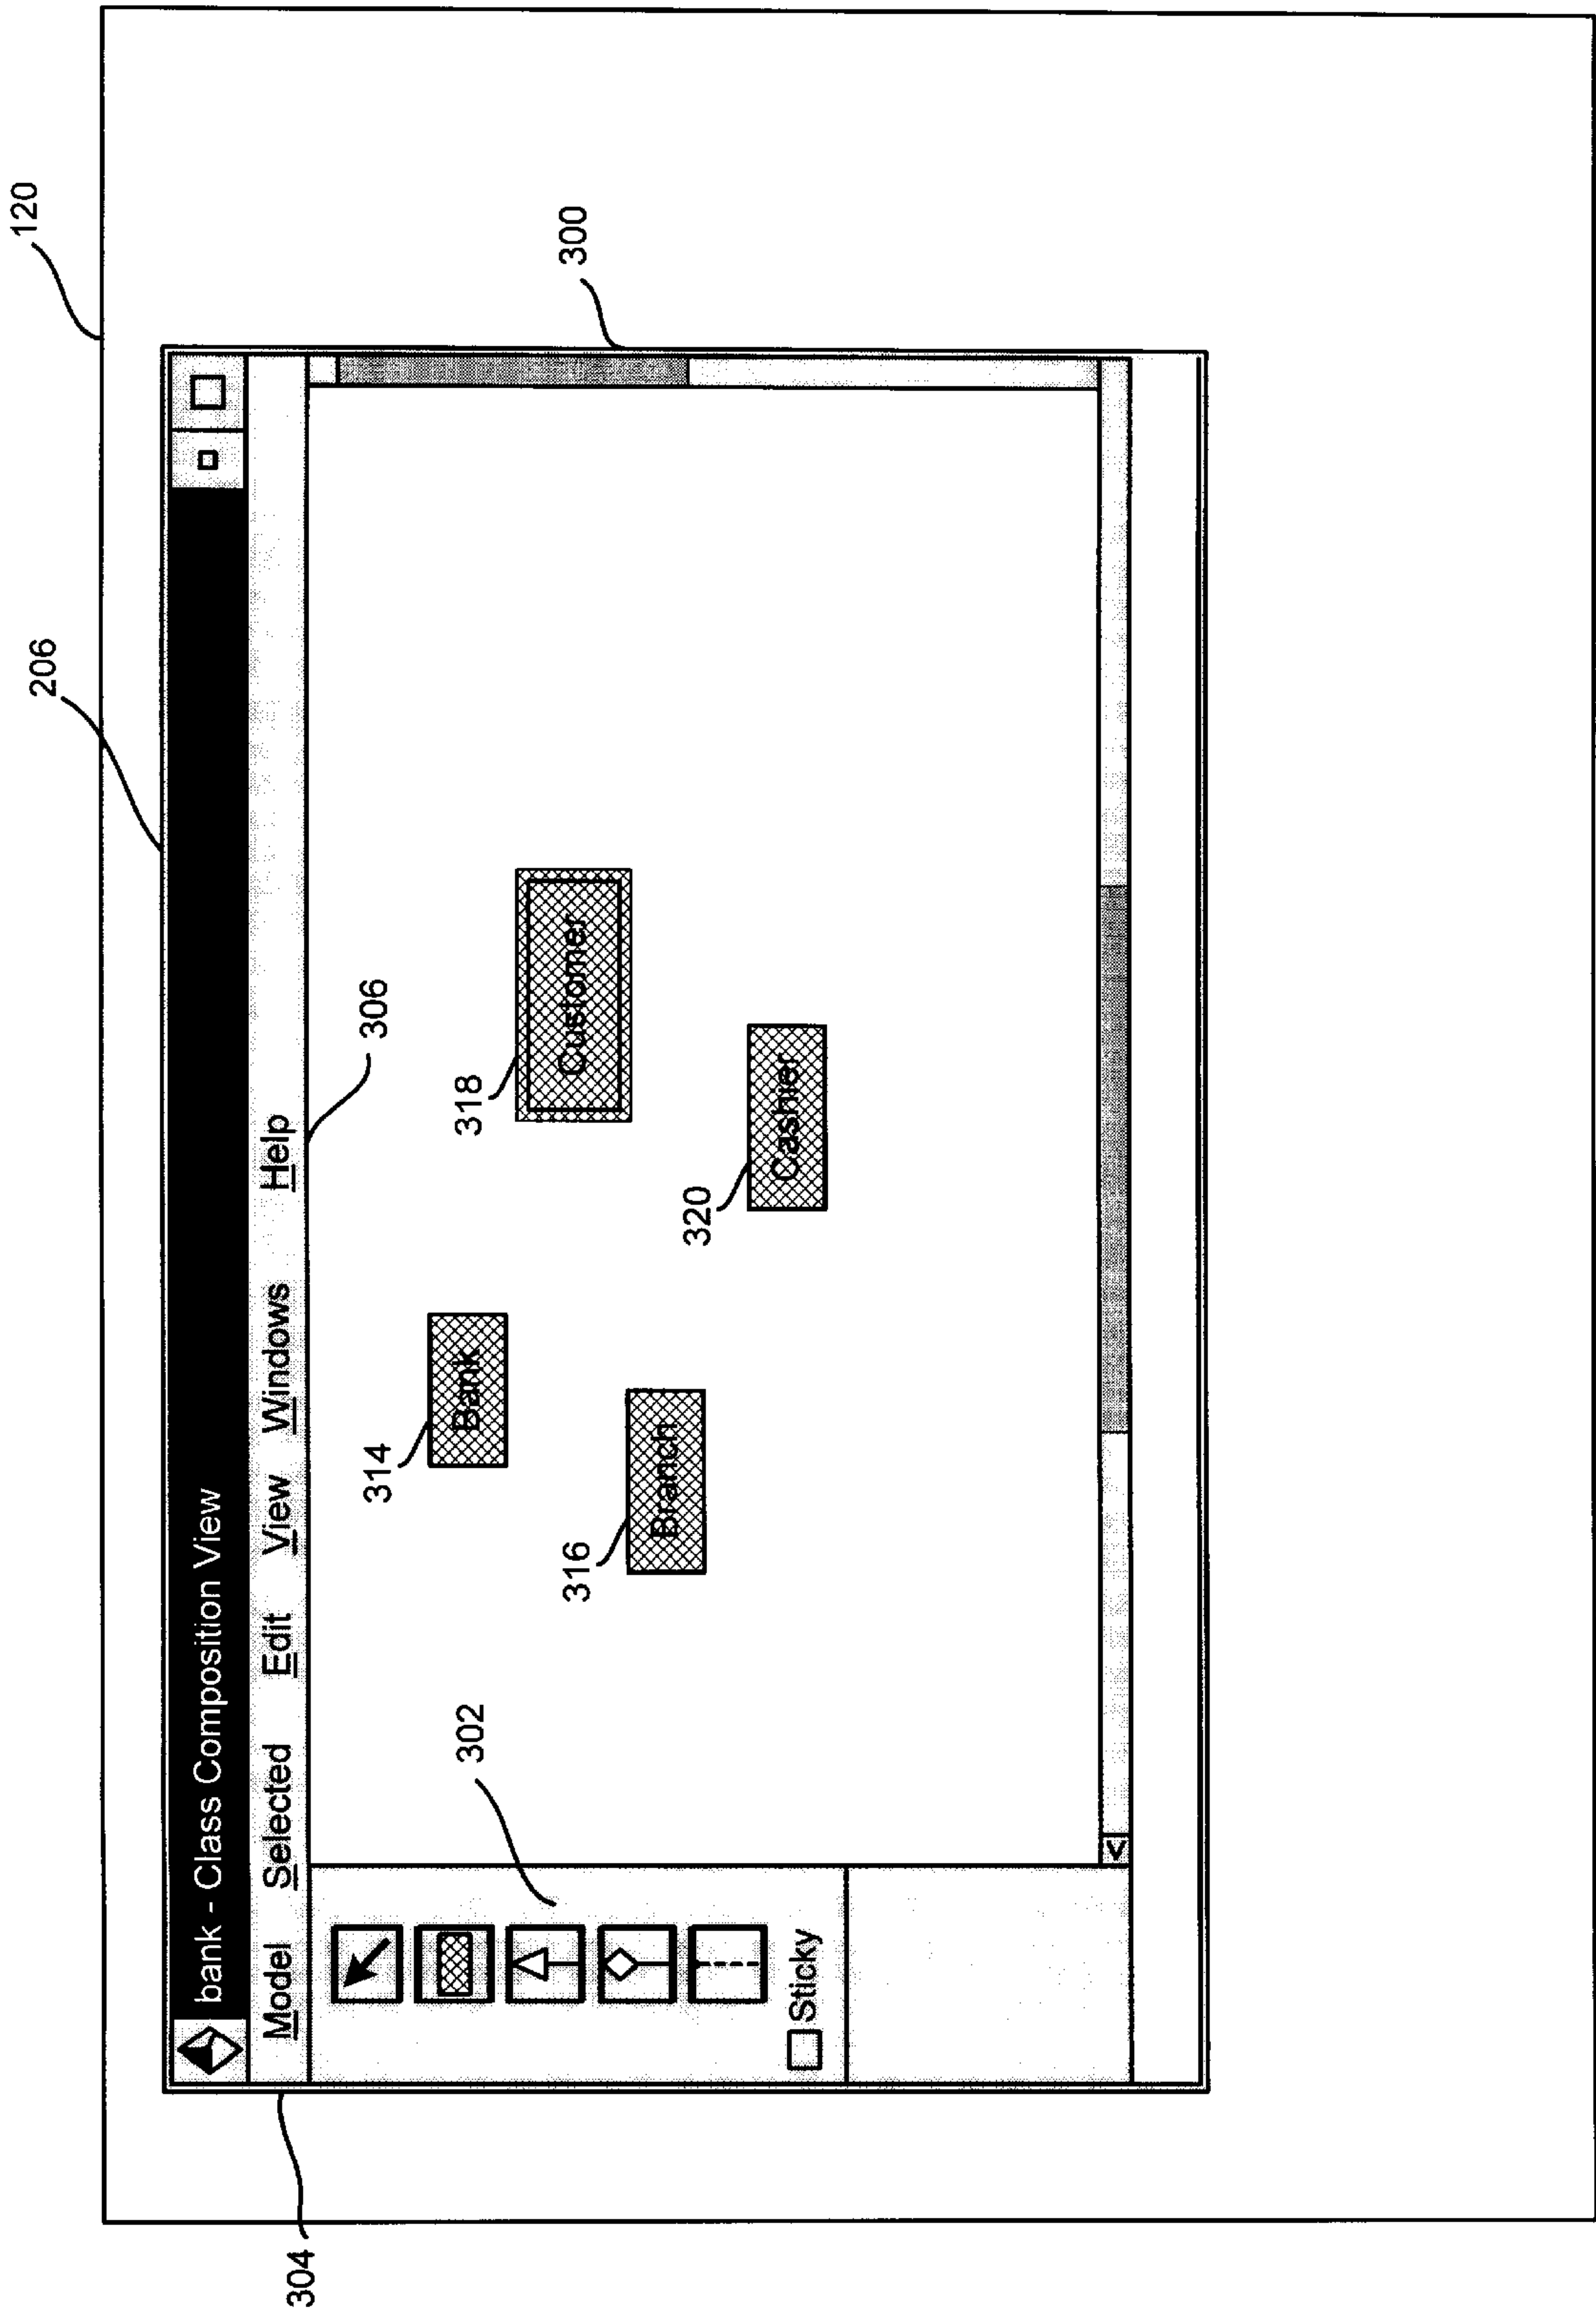 120
206
bank - Class Composition View
300
304
Model Selected Edit View Windows Help
306
302
314
Bank
318
Customer
316
Branch
320
Cashier
Sticky